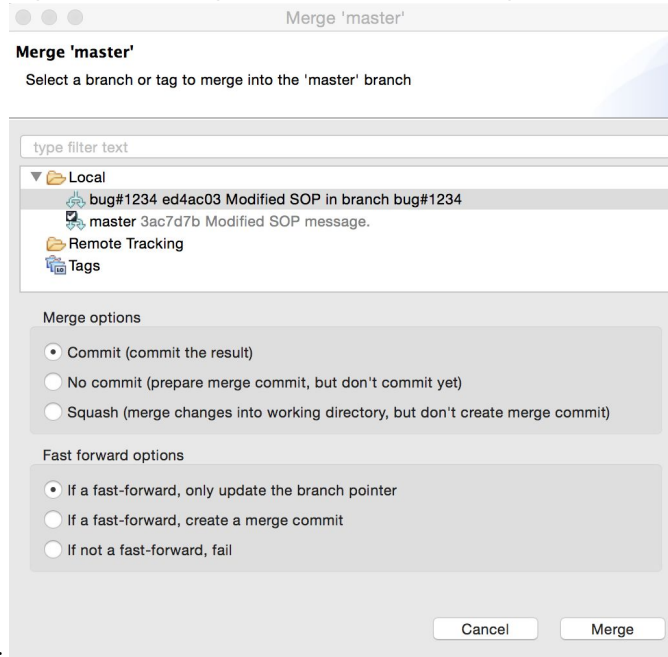 Merge 'master'
Merge 'master'
Select a branch or tag to merge into the 'master' branch
type filter text
Local
bug#1234 ed4ac03 Modified SOP in branch bug#1234
master 3ac7d7b Modified SOP message.
Remote Tracking
Tags
Merge options
Commit (commit the result)
No commit (prepare merge commit, but don't commit yet)
Squash (merge changes into working directory, but don't create merge commit)
Fast forward options
If a fast-forward, only update the branch pointer
If a fast-forward, create a merge commit
If not a fast-forward, fail
Cancel Merge